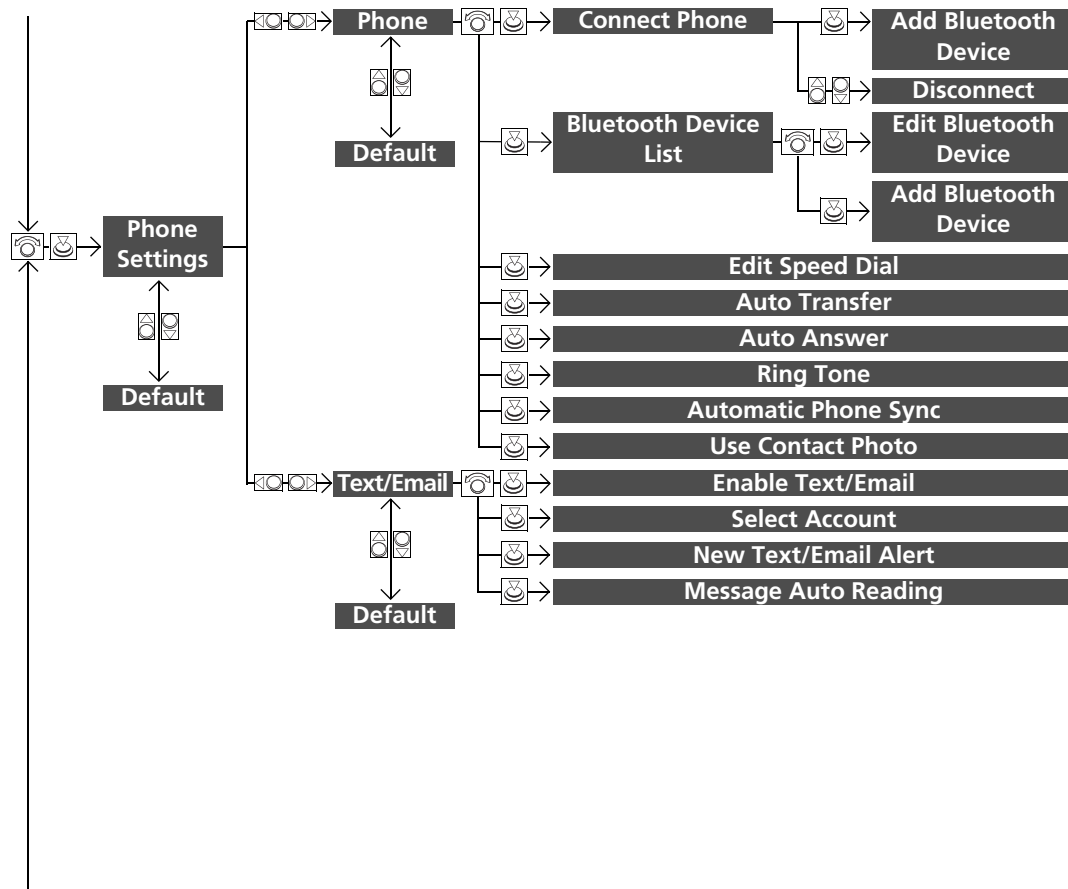 Phone
Connect Phone
Add Bluetooth
Device
Disconnect
Default
Bluetooth Device
List
Edit Bluetooth
Device
Add Bluetooth
Device
Phone
Settings
Default
Edit Speed Dial
Auto Transfer
Auto Answer
Ring Tone
Automatic Phone Sync
Use Contact Photo
Text/Email
Enable Text/Email
Select Account
New Text/Email Alert
Message Auto Reading
Default